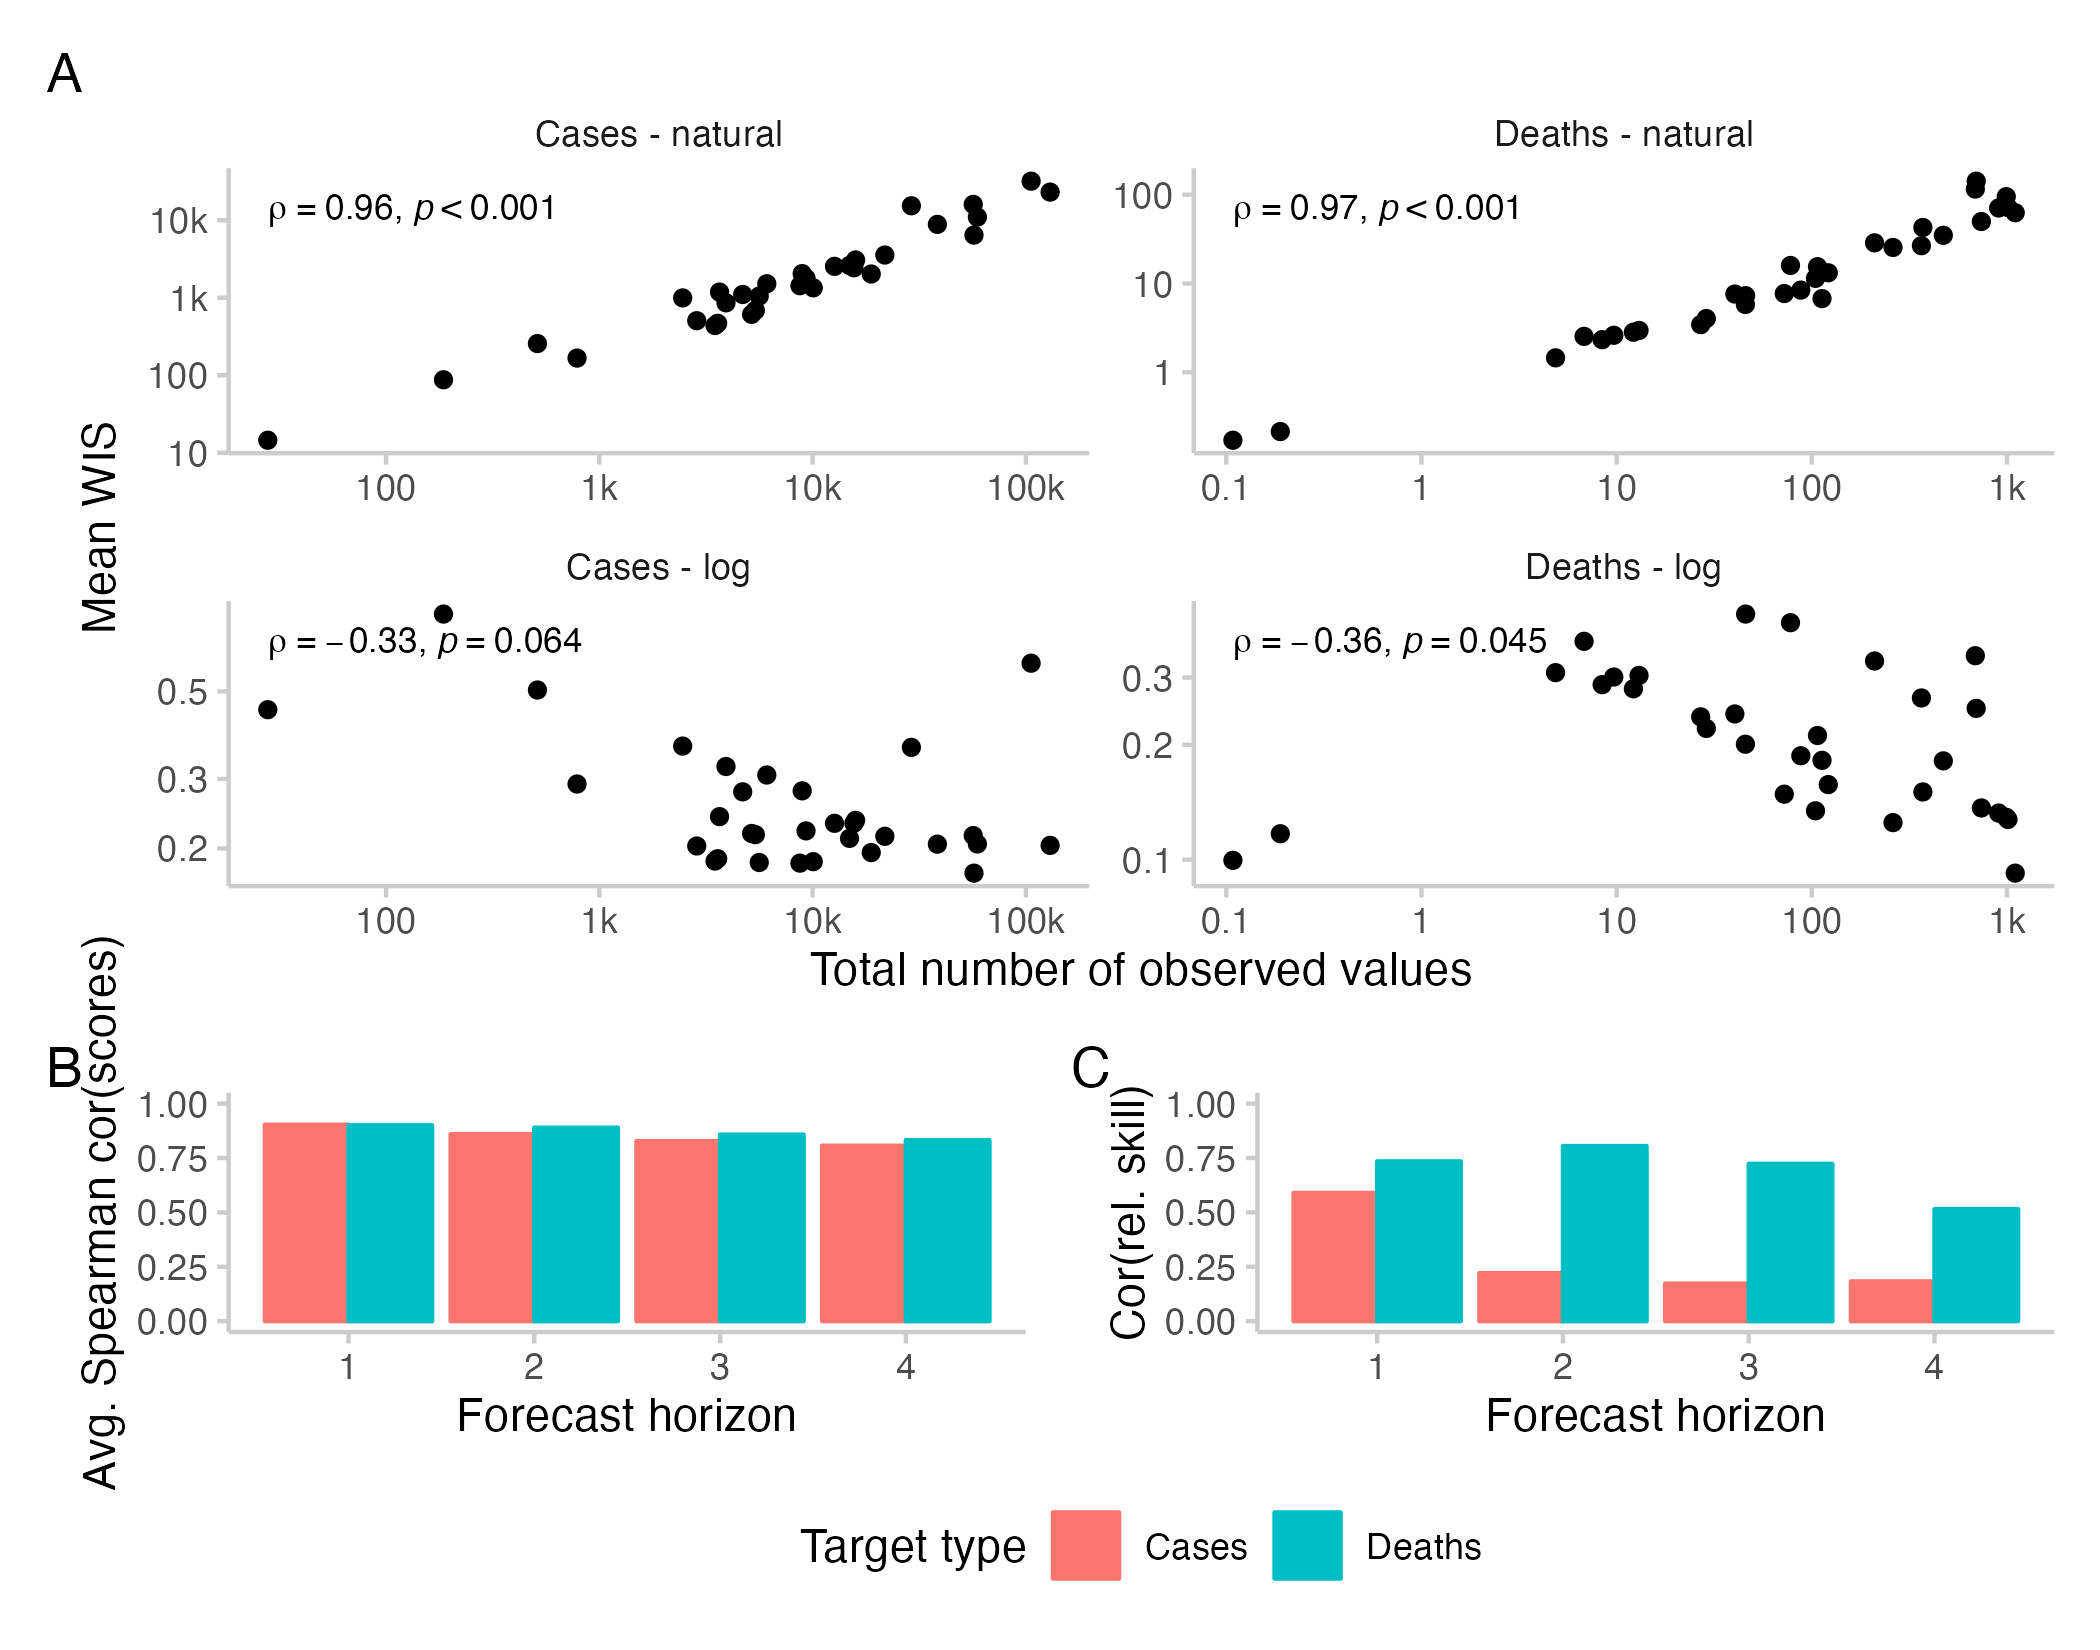 A
Cases - natural
Deaths - natural
Mean WIS
10k
1k
100
10
ρ = 0.96, p < 0.001
100
1k
10k
100k
100
10
1
ρ = 0.97, p < 0.001
0.1
1
10
100
1k
Cases - log
Deaths - log
0.5
0.3
0.2
ρ = −0.33, p = 0.064
100
1k
10k
100k
0.3
0.2
0.1
ρ = −0.36, p = 0.045
0.1
1
10
100
1k
Total number of observed values
B
Avg. Spearman cor(scores)
1.00
0.75
0.50
0.25
0.00
1
2
3
4
Forecast horizon
C
Cor(rel. skill)
1.00
0.75
0.50
0.25
0.00
1
2
3
4
Forecast horizon
Target type
Cases
Deaths